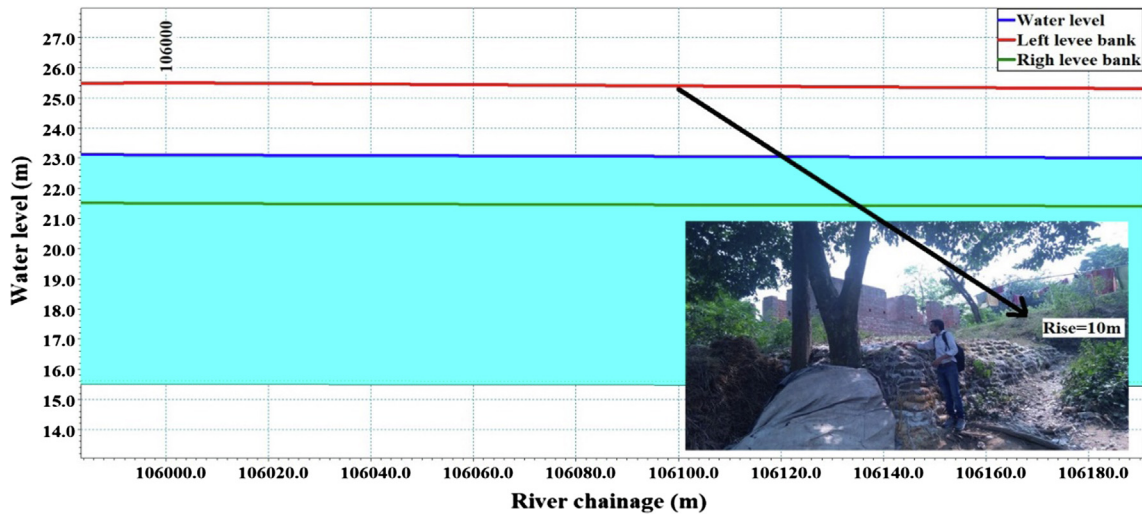 106000
Water level
Left levee bank
Righ levee bank
27.0
26.0
25.0
24.0
23.0
22.0
21.0
20.0
19.0
18.0
17.0
16.0
15.0
14.0
Water level (m)
Rise=10m
106000.0 106020.0 106040.0 106060.0 106080.0 106100.0 106120.0 106140.0 106160.0 106180.0
River chainage (m)